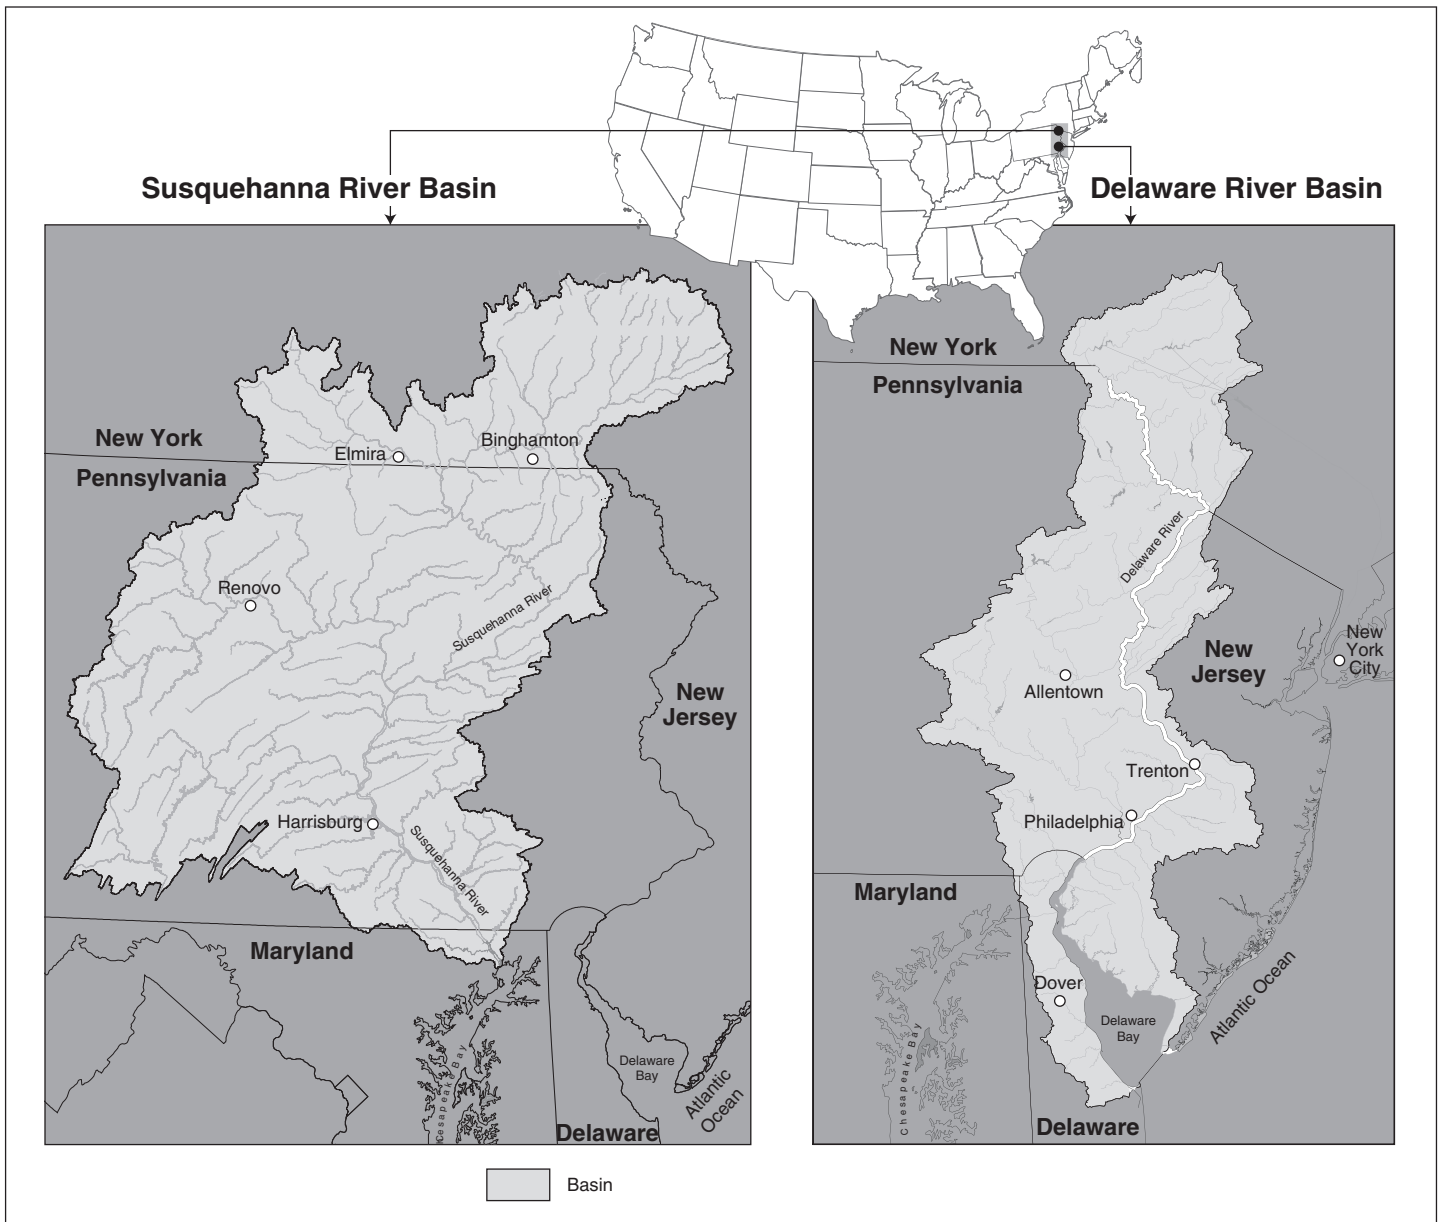 Susquehanna River Basin
Delaware River Basin
New York
Pennsylvania
Elmira
Binghamton
Renovo
Susquehanna River
New
Jersey
Harrisburg
Susquehanna River
Maryland
Cesapeake Bay
Delaware
Bay
Atlantic
Ocean
Delaware
New York
Pennsylvania
Delaware River
New
York
City
New
Jersey
Allentown
Trenton
Philadelphia
Maryland
Dover
Delaware
Bay
Atlantic Ocean
Chesapeake Bay
Delaware
Basin